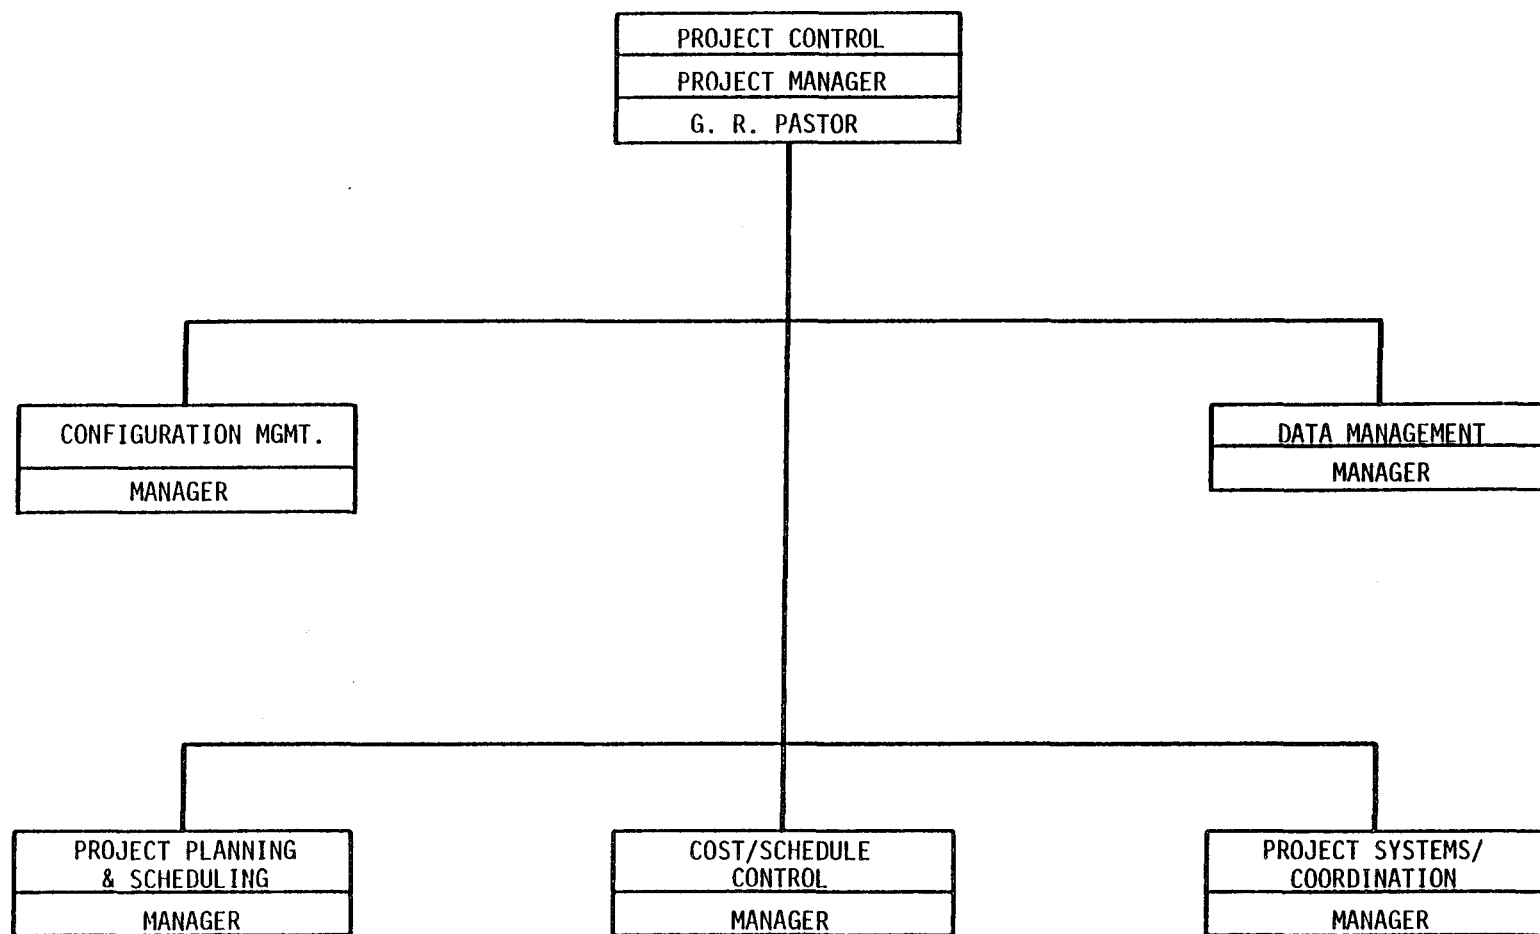 PROJECT CONTROL
PROJECT MANAGER
G. R. PASTOR
CONFIGURATION MGMT.
MANAGER
DATA MANAGEMENT
MANAGER
PROJECT PLANNING
& SCHEDULING
MANAGER
COST/SCHEDULE
CONTROL
MANAGER
PROJECT SYSTEMS/
COORDINATION
MANAGER